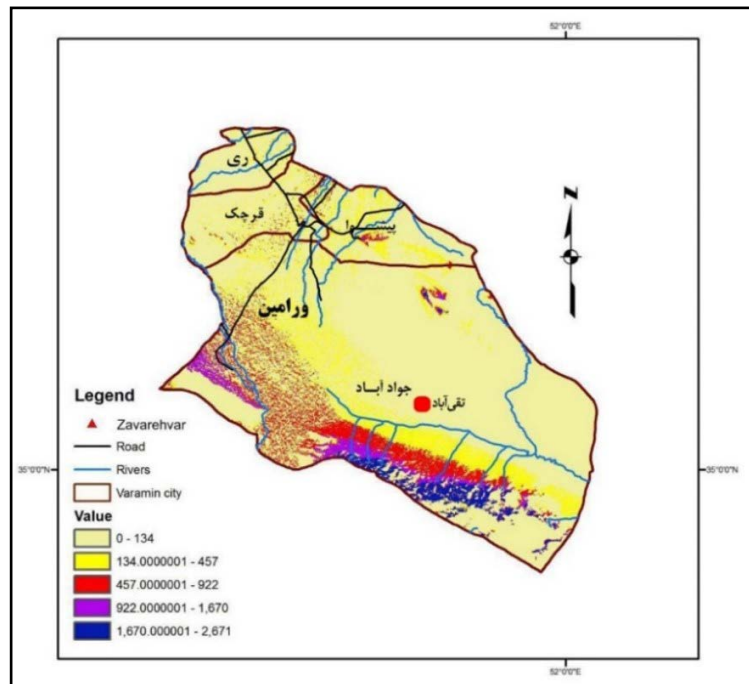 52°0'0"E
ری
قرچک
پیشوا
ورامین
جواد آباد
تقی‌آباد
N
35°0'0"N
35°0'0"N
Legend
Zavarehvar
Road
Rivers
Varamin city
Value
0 - 134
134.0000001 - 457
457.0000001 - 922
922.0000001 - 1,670
1,670.000001 - 2,671
52°0'0"E